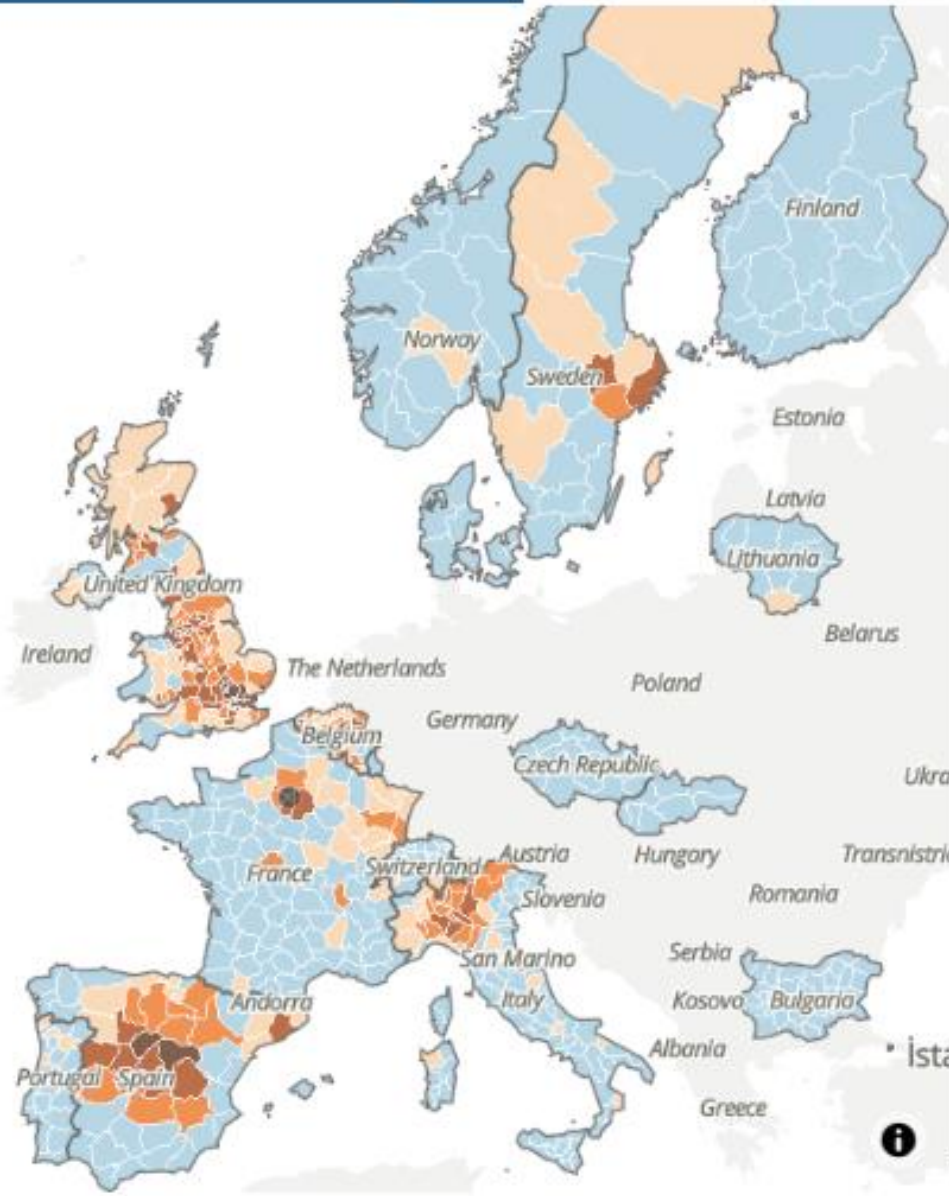 Finland
Norway
Sweden
Estonia
Latvia
Lithuania
United Kingdom
Belarus
Ireland
The Netherlands
Poland
Germany
Belgium
Czech Republic
Ukra
Austria
Hungary
Transnistri
Switzerland
France
Romania
Slovenia
Serbia
San Marino
Andorra
Italy
Kosovo
Bulgaria
Albania
İsta
Portugal
Spain
Greece
i